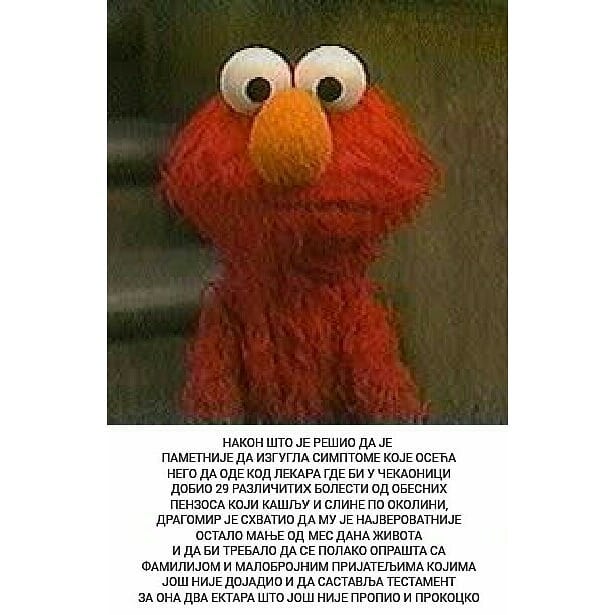 НАКОН ШТО ЈЕ РЕШИО ДА ЈЕ
ПАМЕТНИЈЕ ДА ИЗГУГЛА СИМПТОМЕ КОЈЕ ОСЕЋА
НЕГО ДА ОДЕ КОД ЛЕКАРА ГДЕ БИ У ЧЕКАОНИЦИ
ДОБИО 29 РАЗЛИЧИТИХ БОЛЕСТИ ОД ОБЕСНИХ
ПЕНЗОСА КОЈИ КАШЉУ И СЛИНЕ ПО ОКОЛИНИ,
ДРАГОМИР ЈЕ СХВАТИО ДА МУ ЈЕ НАЈВЕРОВАТНИЈЕ
ОСТАЛО МАЊЕ ОД МЕС ДАНА ЖИВОТА
И ДА БИ ТРЕБАЛО ДА СЕ ПОЛАКО ОПРАШТА СА
ФАМИЛИЈОМ И МАЛОБРОЈНИМ ПРИЈАТЕЉИМА КОЈИМА
ЈОШ НИЈЕ ДОЈАДИО И ДА САСТАВЉА ТЕСТАМЕНТ
ЗА ОНА ДВА ЕКТАРА ШТО ЈОШ НИЈЕ ПРОПИО И ПРОКОЦКО